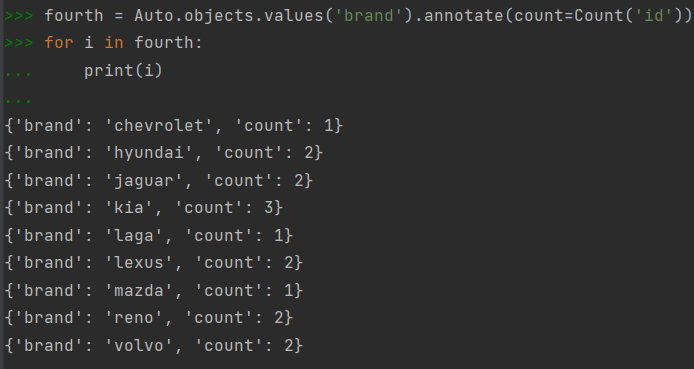 >>> fourth = Auto.objects.values('brand').annotate(count=Count('id'))
>>> for i in fourth:
...     print(i)
...
{'brand': 'chevrolet', 'count': 1}
{'brand': 'hyundai', 'count': 2}
{'brand': 'jaguar', 'count': 2}
{'brand': 'kia', 'count': 3}
{'brand': 'laga', 'count': 1}
{'brand': 'lexus', 'count': 2}
{'brand': 'mazda', 'count': 1}
{'brand': 'reno', 'count': 2}
{'brand': 'volvo', 'count': 2}